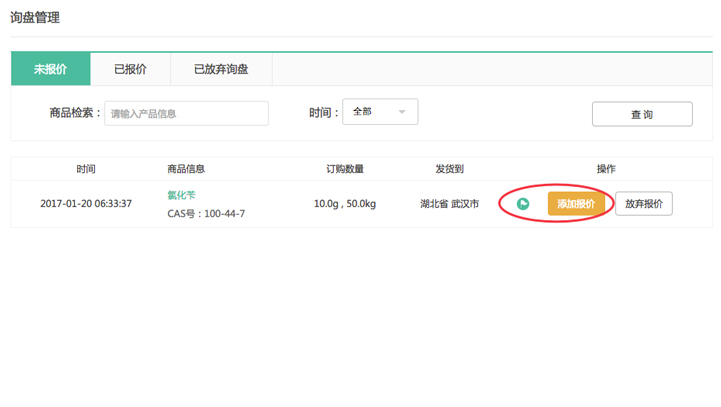 询盘管理
未报价 已报价 已放弃询盘
商品检索： 请输入产品信息 时间： 全部 查 询
时间 商品信息 订购数量 发货到 操作
2017-01-20 06:33:37 氯化苄 10.0g , 50.0kg 湖北省 武汉市 添加报价 放弃报价
CAS号：100-44-7